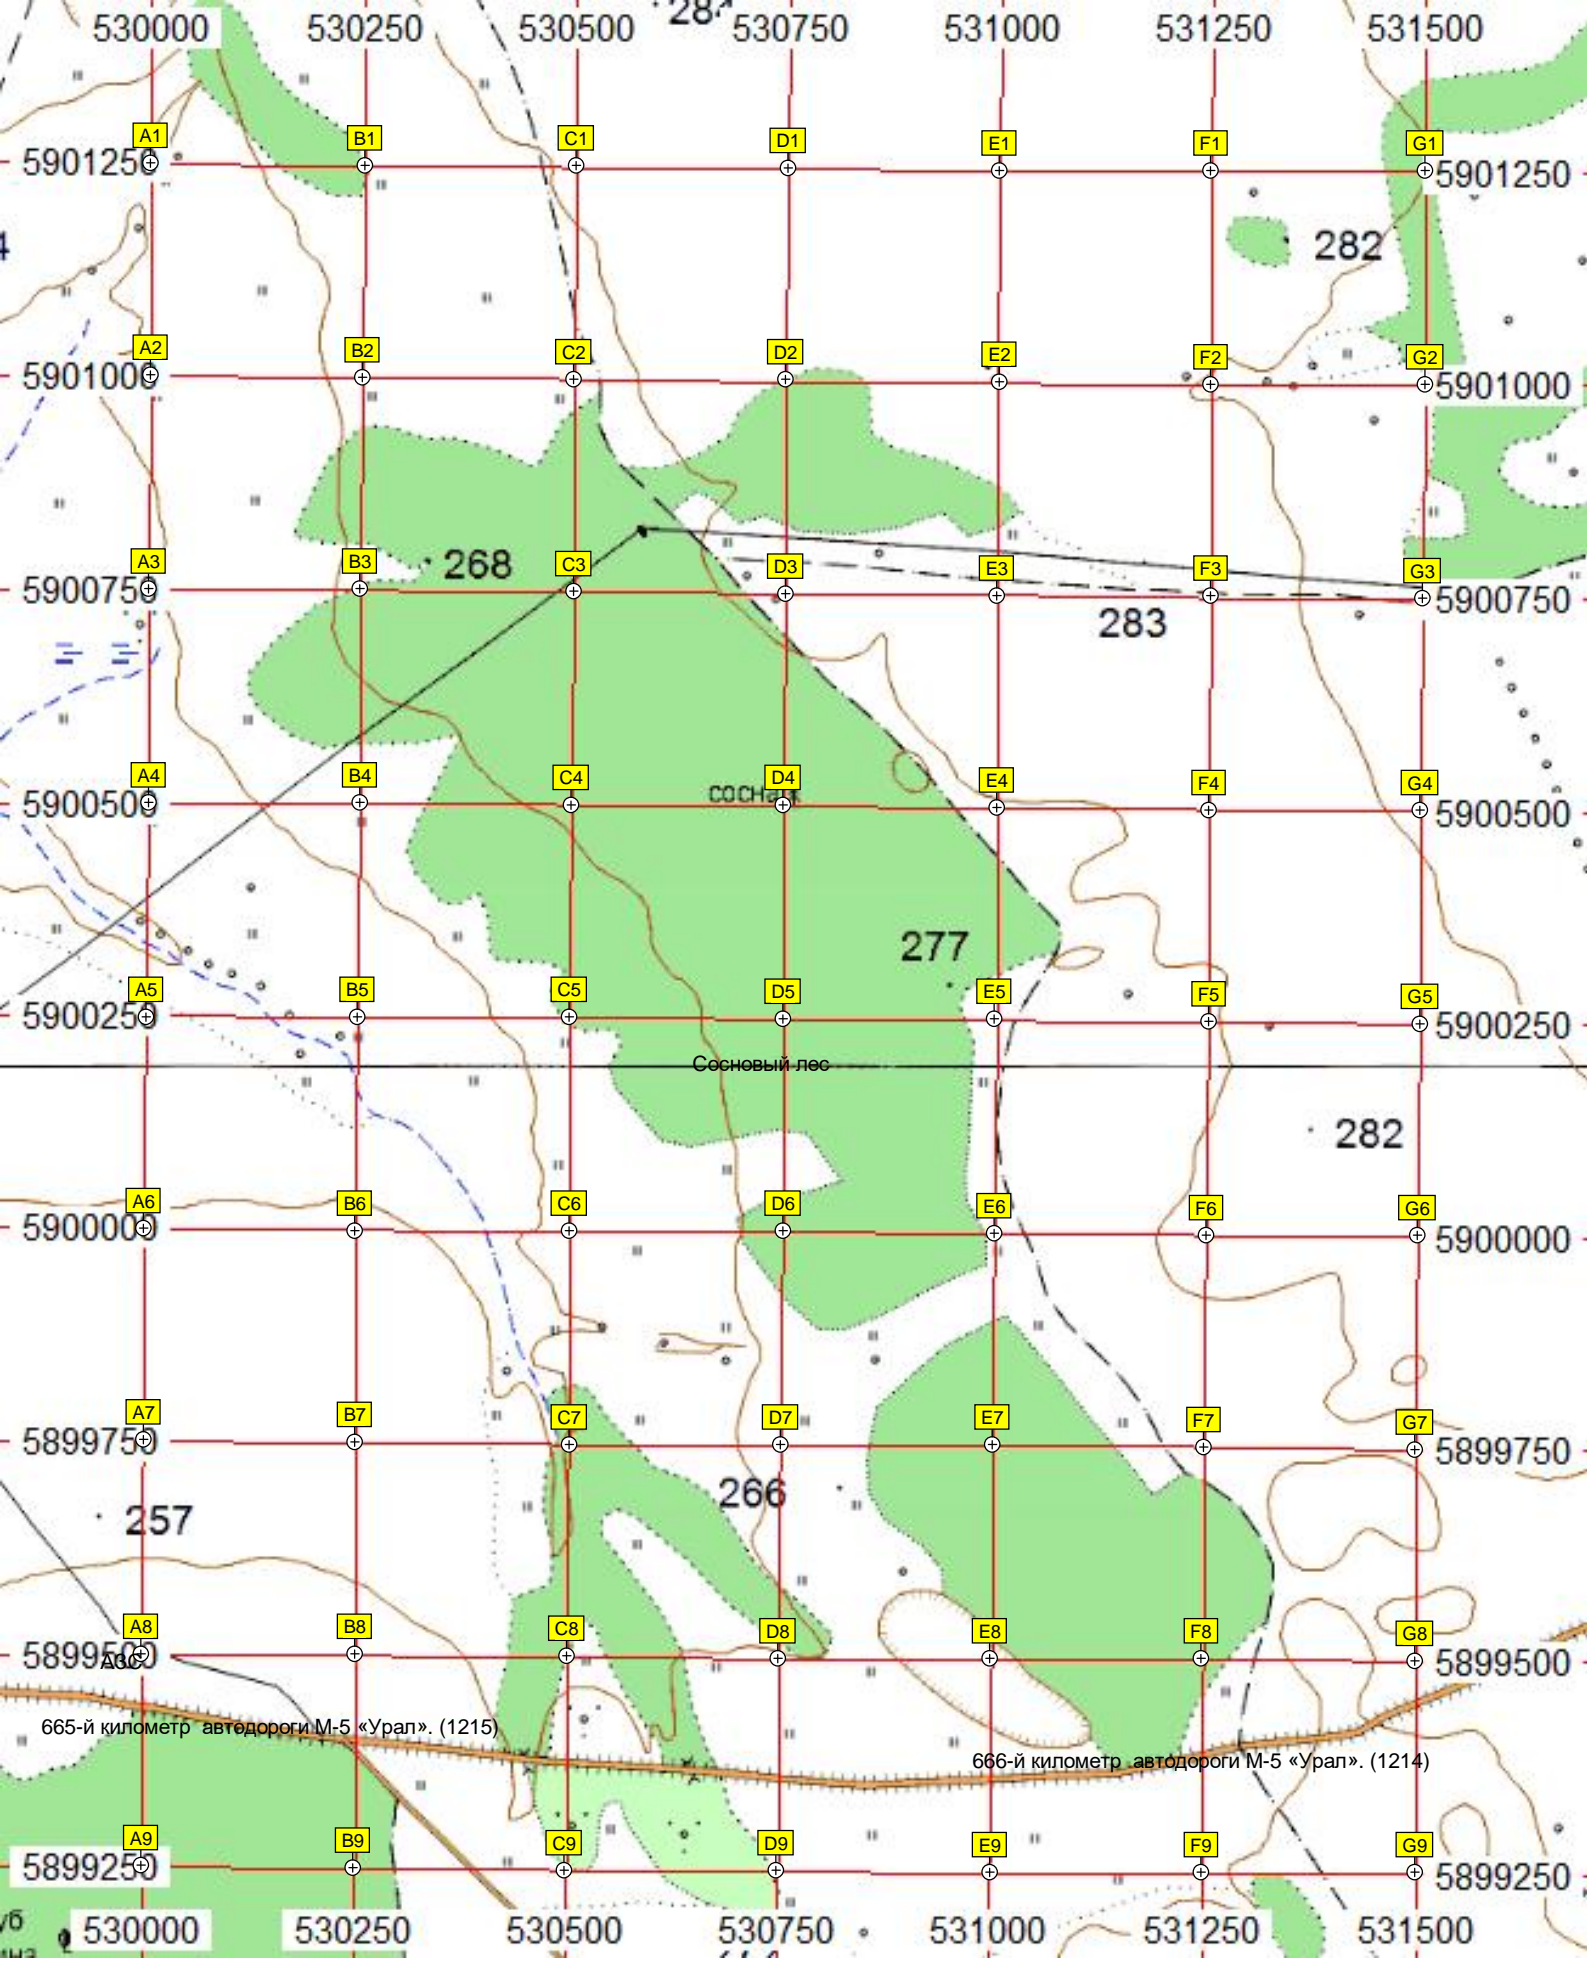 284
530000 530250 530500 530750 531000 531250 531500
A1 B1 C1 D1 E1 F1 G1
5901250 5901250
4 282
A2 B2 C2 D2 E2 F2 G2
5901000 5901000
268
A3 B3 C3 D3 E3 F3 G3
5900750 5900750
283
A4 B4 C4 D4 E4 F4 G4
5900500 сосняк 5900500
277
A5 B5 C5 D5 E5 F5 G5
5900250 5900250
Сосновый лес
282
A6 B6 C6 D6 E6 F6 G6
5900000 5900000
A7 B7 C7 D7 E7 F7 G7
5899750 5899750
266
257
A8 B8 C8 D8 E8 F8 G8
5899500 5899500
АЗС
665-й километр автодороги М-5 «Урал». (1215)
666-й километр автодороги М-5 «Урал». (1214)
A9 B9 C9 D9 E9 F9 G9
5899250 5899250
530000 530250 530500 530750 531000 531250 531500